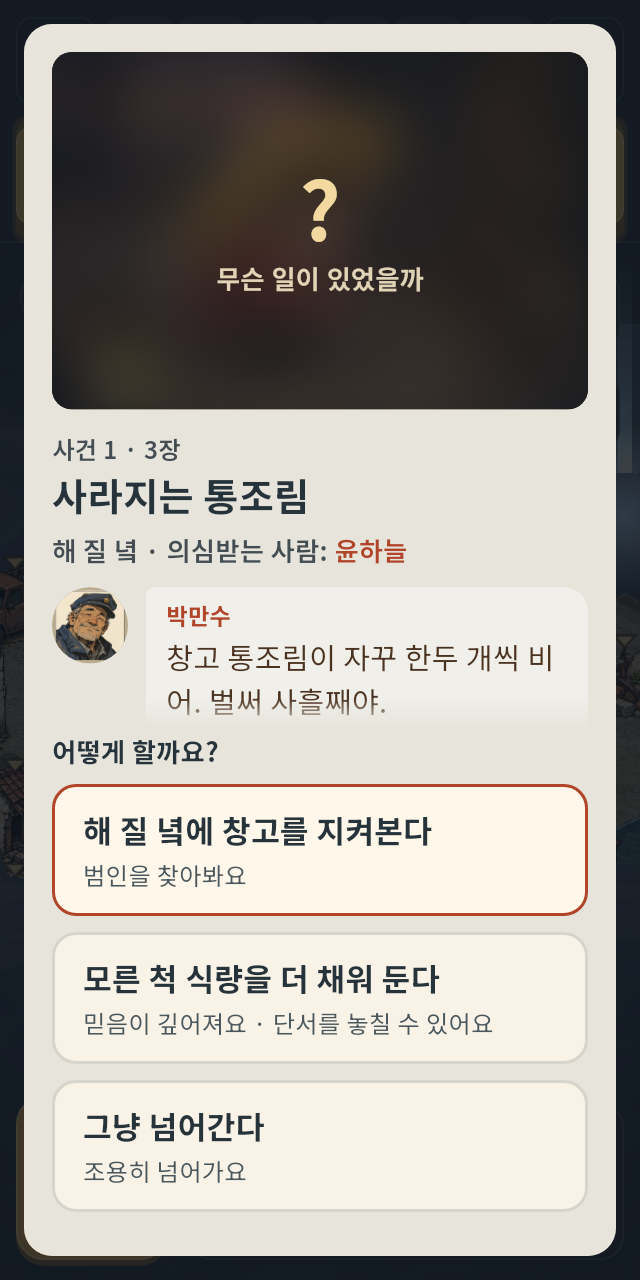 ?
무슨 일이 있었을까
사건 1 · 3장
사라지는 통조림
해 질 녘 · 의심받는 사람: 윤하늘
박만수
창고 통조림이 자꾸 한두 개씩 비
어. 벌써 사흘째야.
어떻게 할까요?
해 질 녘에 창고를 지켜본다
범인을 찾아봐요
모른 척 식량을 더 채워 둔다
믿음이 깊어져요 · 단서를 놓칠 수 있어요
그냥 넘어간다
조용히 넘어가요